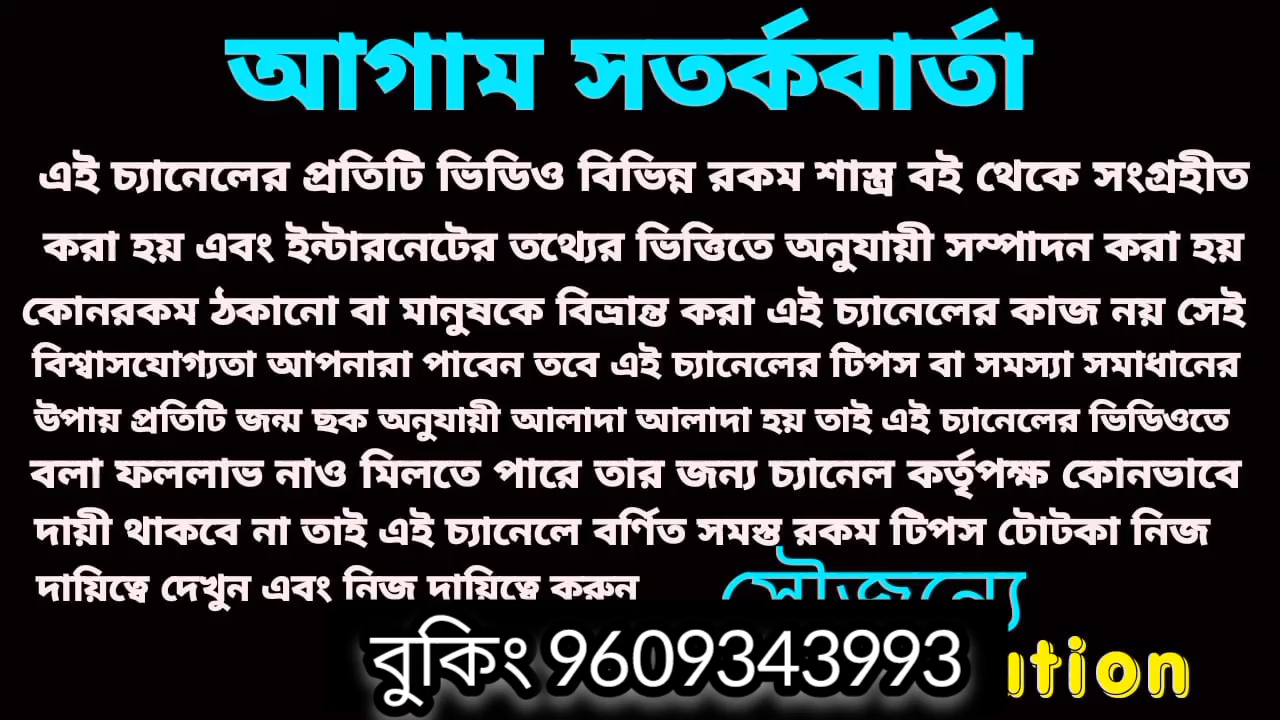 আগাম সতর্কবার্তা
এই চ্যানেলের প্রতিটি ভিডিও বিভিন্ন রকম শাস্ত্র বই থেকে সংগ্রহীত
করা হয় এবং ইন্টারনেটের তথ্যের ভিত্তিতে অনুযায়ী সম্পাদন করা হয়
কোনরকম ঠকানো বা মানুষকে বিভ্রান্ত করা এই চ্যানেলের কাজ নয় সেই
বিশ্বাসযোগ্যতা আপনারা পাবেন তবে এই চ্যানেলের টিপস বা সমস্যা সমাধানের
উপায় প্রতিটি জন্ম ছক অনুযায়ী আলাদা আলাদা হয় তাই এই চ্যানেলের ভিডিওতে
বলা ফললাভ নাও মিলতে পারে তার জন্য চ্যানেল কর্তৃপক্ষ কোনভাবে
দায়ী থাকবে না তাই এই চ্যানেলে বর্ণিত সমস্ত রকম টিপস টোটকা নিজ
দায়িত্বে দেখুন এবং নিজ দায়িত্বে করুন
সৌজন্যে
বুকিং 9609343993